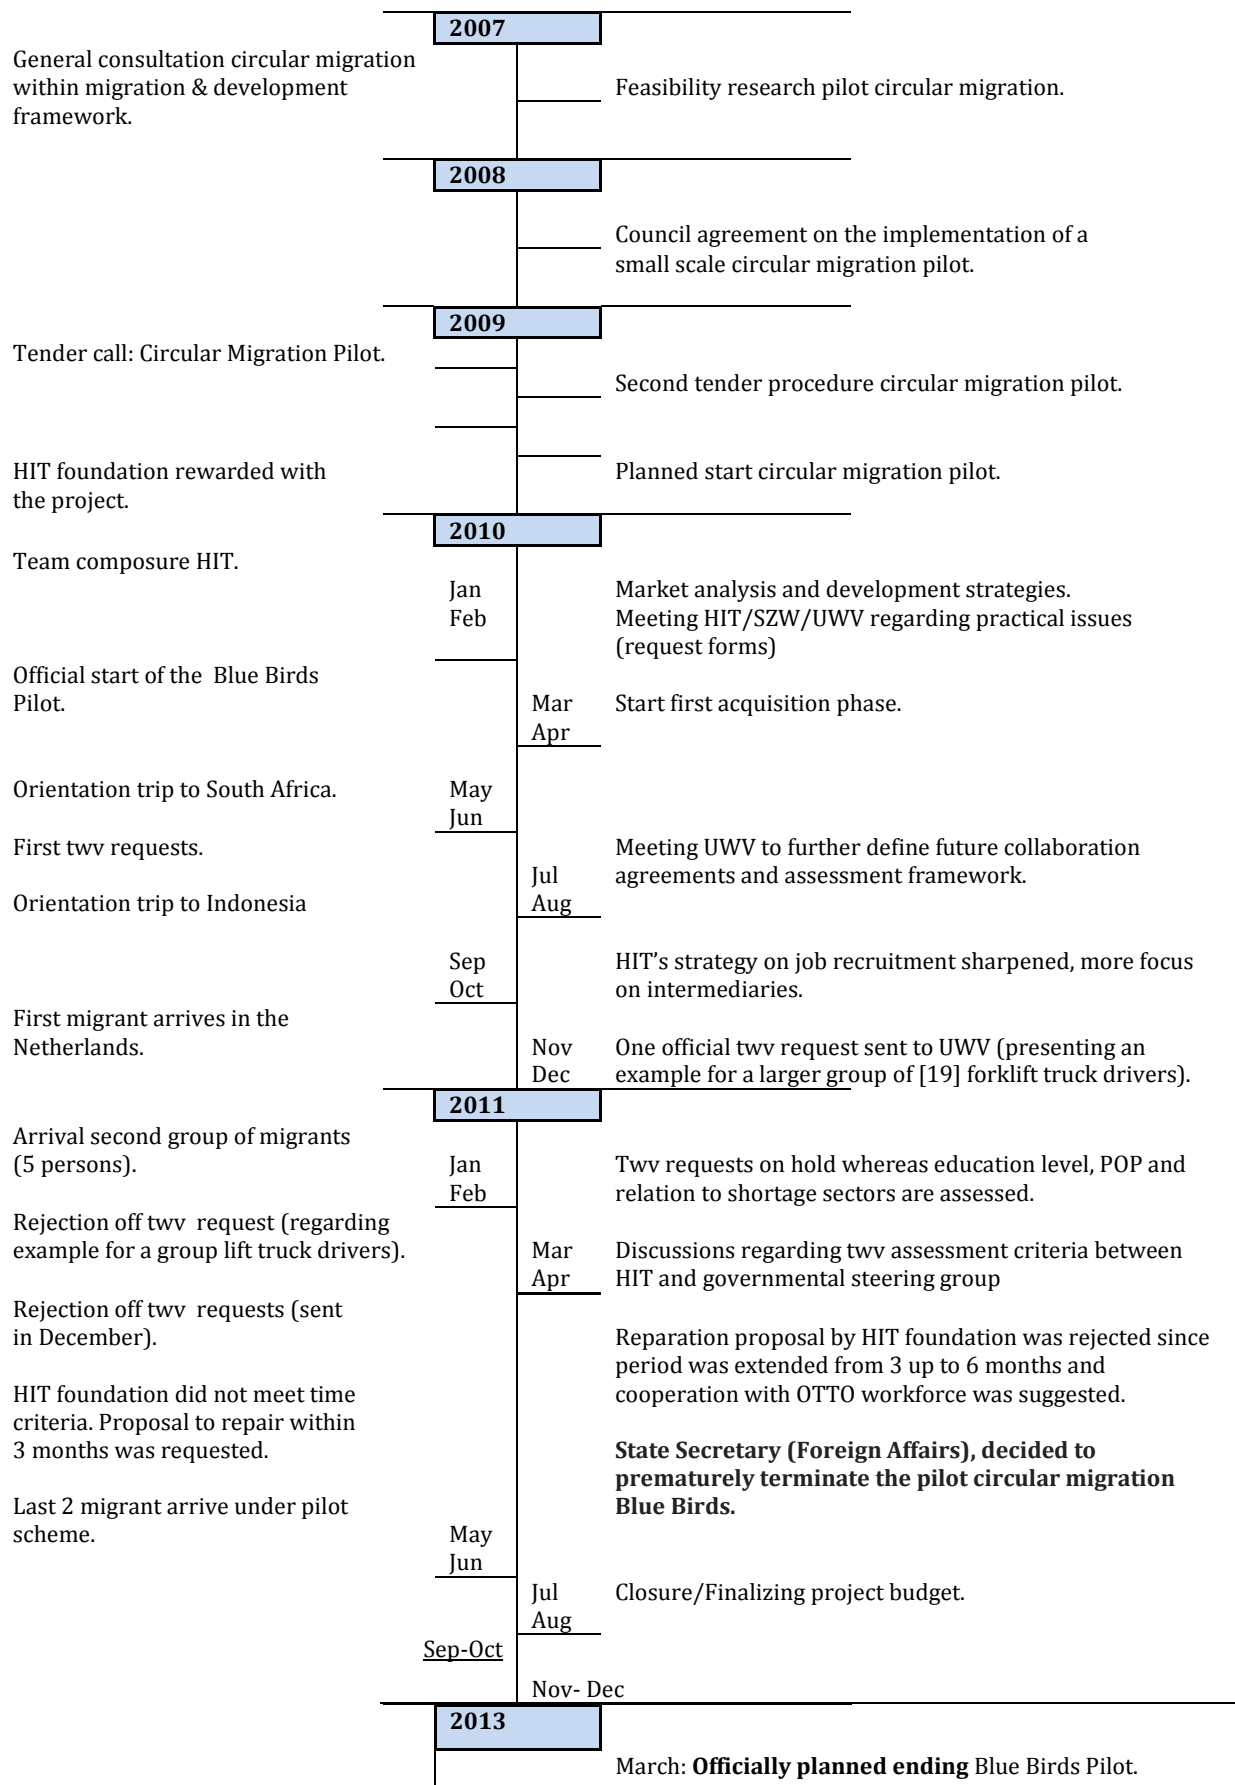 2007
General consultation circular migration
within migration & development
framework.
Feasibility research pilot circular migration.
2008
Council agreement on the implementation of a
small scale circular migration pilot.
2009
Tender call: Circular Migration Pilot.
Second tender procedure circular migration pilot.
HIT foundation rewarded with
the project.
Planned start circular migration pilot.
2010
Team composure HIT.
Jan
Feb
Market analysis and development strategies.
Meeting HIT/SZW/UWV regarding practical issues
(request forms)
Official start of the  Blue Birds
Pilot.
Mar
Apr
Start first acquisition phase.
Orientation trip to South Africa.
May
Jun
First twv requests.
Meeting UWV to further define future collaboration
agreements and assessment framework.
Jul
Aug
Orientation trip to Indonesia
Sep
Oct
HIT’s strategy on job recruitment sharpened, more focus
on intermediaries.
First migrant arrives in the
Netherlands.
Nov
Dec
One official twv request sent to UWV (presenting an
example for a larger group of [19] forklift truck drivers).
2011
Arrival second group of migrants
(5 persons).
Jan
Feb
Twv requests on hold whereas education level, POP and
relation to shortage sectors are assessed.
Rejection off twv  request (regarding
example for a group lift truck drivers).
Mar
Apr
Discussions regarding twv assessment criteria between
HIT and governmental steering group
Rejection off twv  requests (sent
in December).
Reparation proposal by HIT foundation was rejected since
period was extended from 3 up to 6 months and
cooperation with OTTO workforce was suggested.
HIT foundation did not meet time
criteria. Proposal to repair within
3 months was requested.
State Secretary (Foreign Affairs), decided to
prematurely terminate the pilot circular migration
Blue Birds.
Last 2 migrant arrive under pilot
scheme.
May
Jun
Jul
Aug
Closure/Finalizing project budget.
Sep-Oct
Nov- Dec
2013
March: Officially planned ending Blue Birds Pilot.